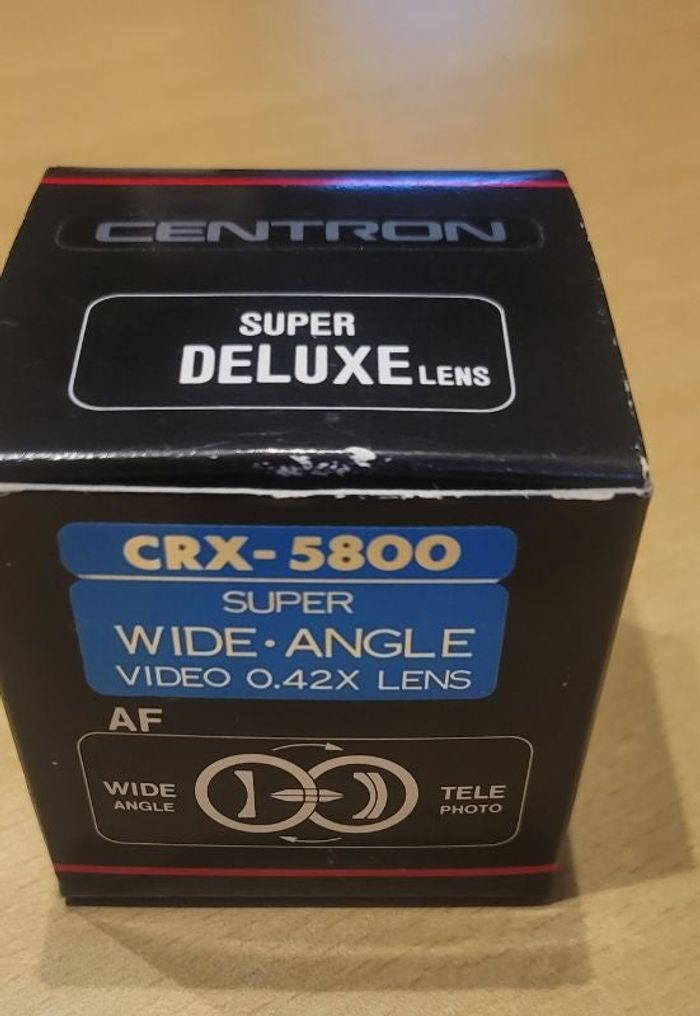 CENTRON
SUPER
DELUXE LENS
CRX-5800
SUPER
WIDE·ANGLE
VIDEO 0.42X LENS
AF
WIDE
ANGLE
TELE
PHOTO